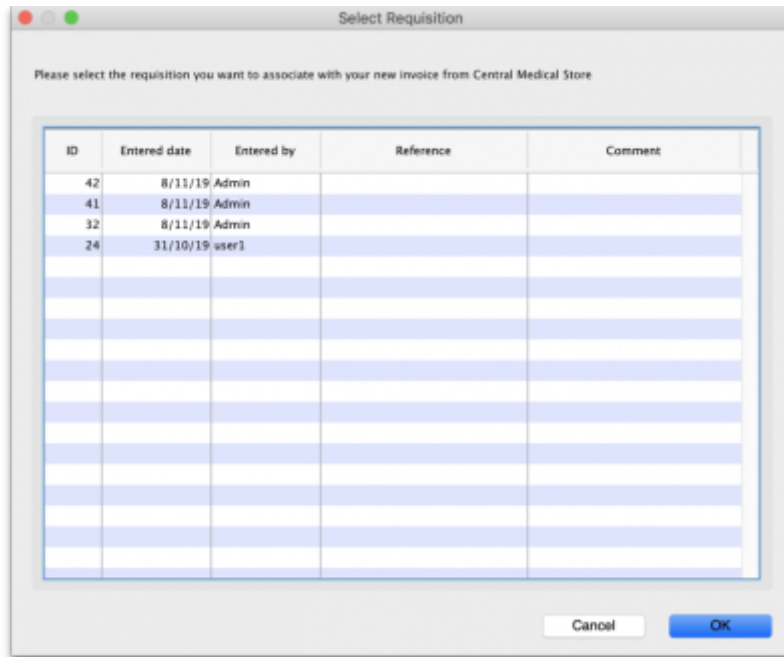 Select Requisition
Please select the requisition you want to associate with your new invoice from Central Medical Store
ID Entered date Entered by Reference Comment
42 8/11/19 Admin
41 8/11/19 Admin
32 8/11/19 Admin
24 31/10/19 user1
Cancel OK